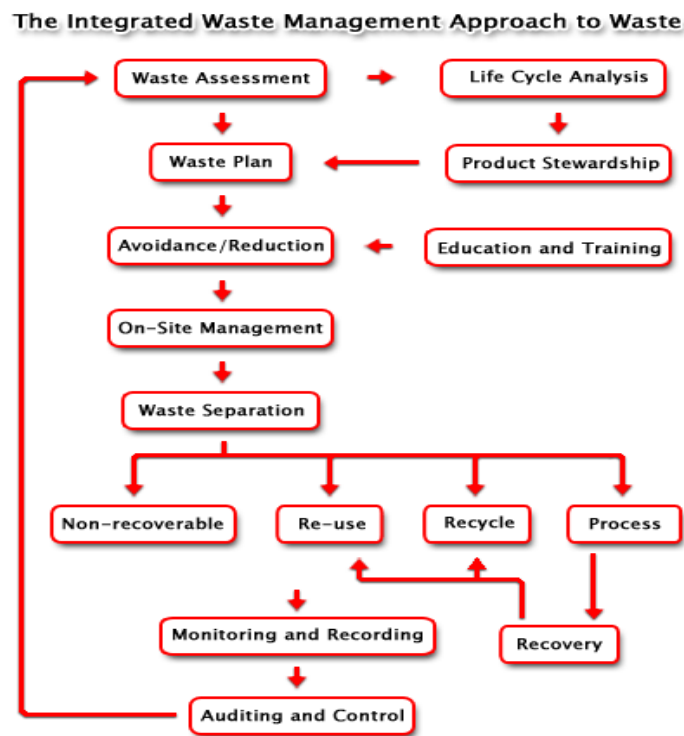 The Integrated Waste Management Approach to Waste
Waste Assessment
Life Cycle Analysis
Waste Plan
Product Stewardship
Avoidance/Reduction
Education and Training
On-Site Management
Waste Separation
Non-recoverable
Re-use
Recycle
Process
Monitoring and Recording
Recovery
Auditing and Control